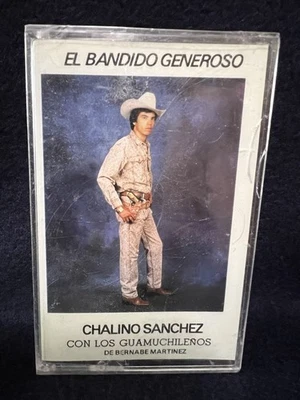 EL BANDIDO GENEROSO
CHALINO SANCHEZ
CON LOS GUAMUCHILEÑOS
DE BERNABE MARTINEZ